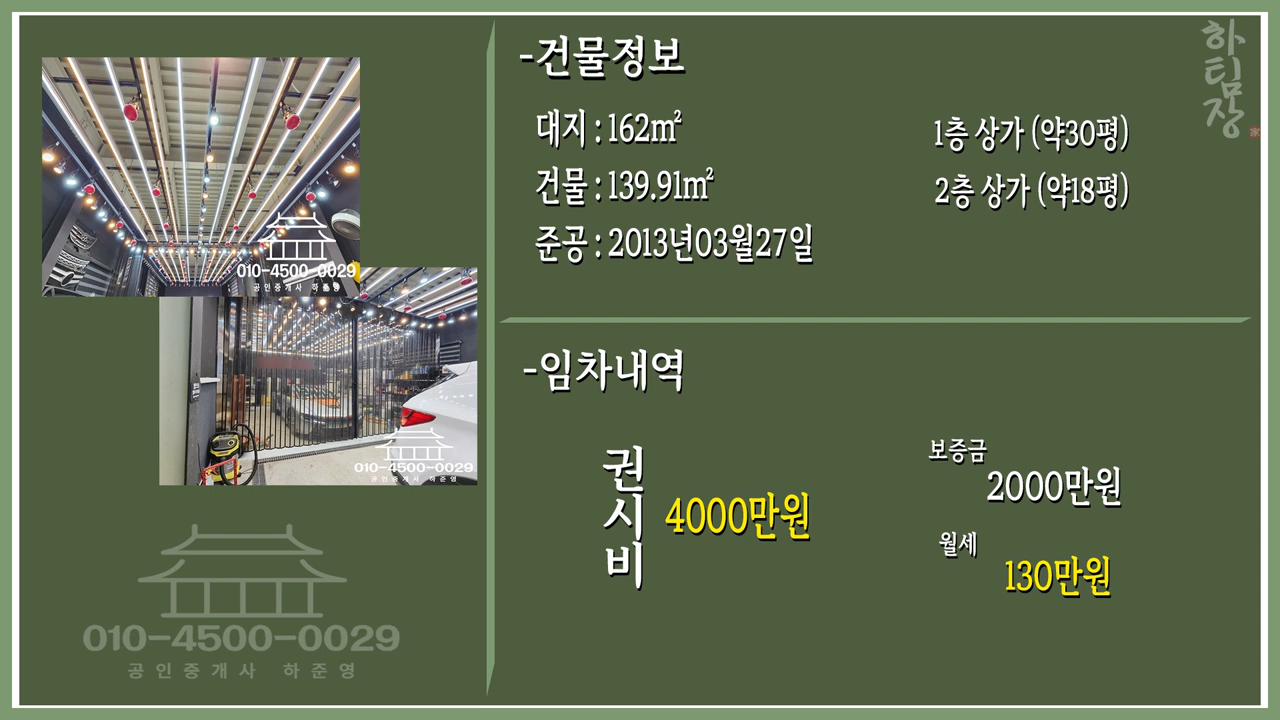 010-4500-0029
공인중개사 하준영
010-4500-0029
공인중개사 하준영
010-4500-0029
공인중개사 하준영
하팀장
家
-건물정보
대지 : 162㎡
건물 : 139.91㎡
준공 : 2013년03월27일
1층 상가 (약30평)
2층 상가 (약18평)
-임차내역
권시비
4000만원
보증금
2000만원
월세
130만원